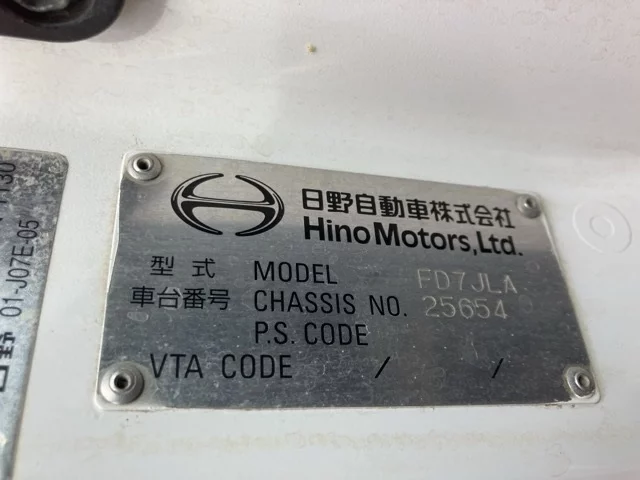 日野自動車株式会社
Hino Motors, Ltd.
型式 MODEL FD7JLA
車台番号 CHASSIS NO. 25654
P.S. CODE
VTA CODE / /
01-J07E-05
1130